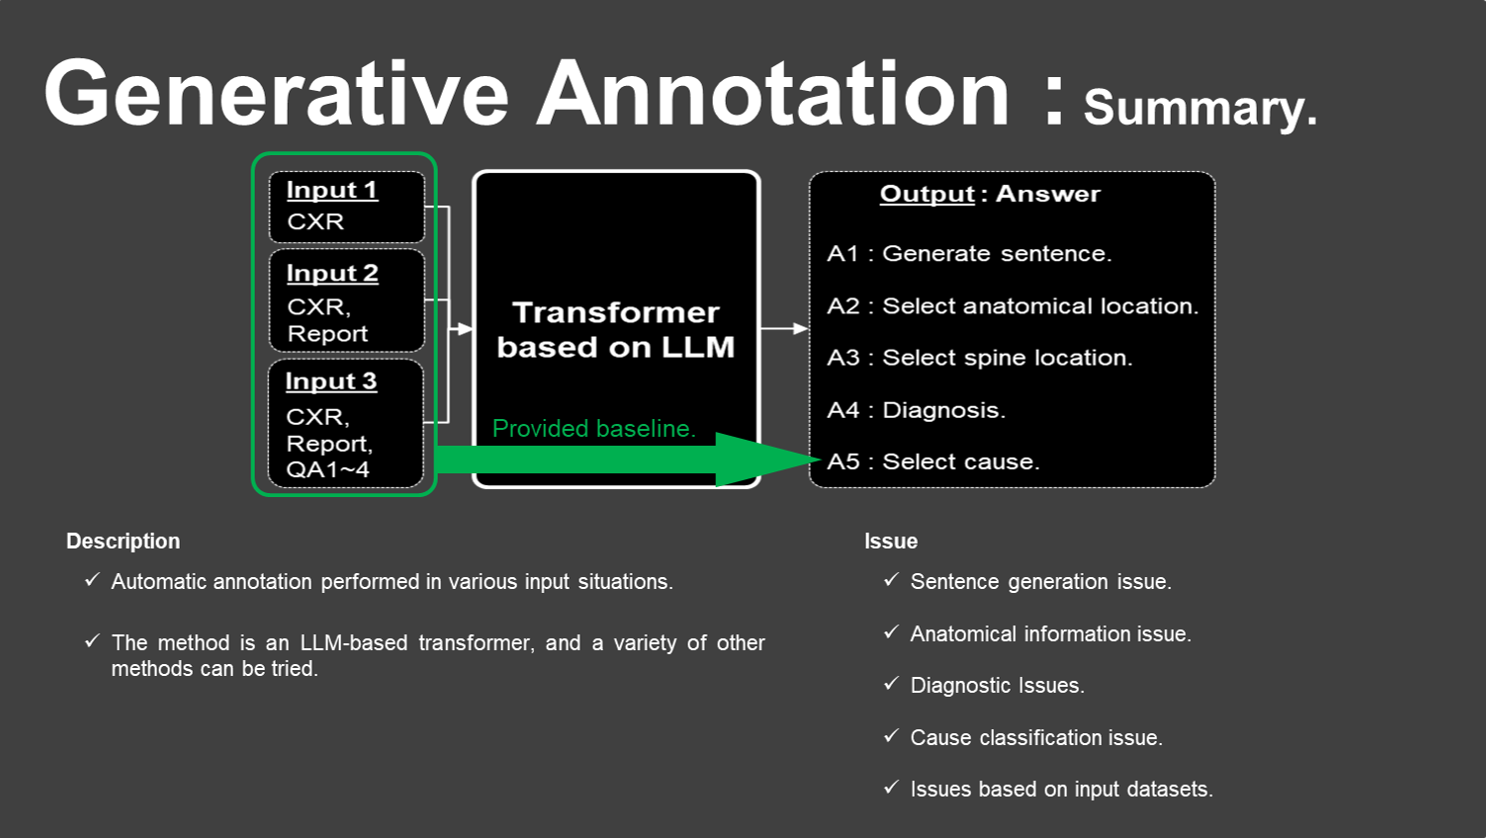 Generative Annotation : Summary.
Input 1
CXR
Input 2
CXR,
Report
Input 3
CXR,
Report,
QA1~4
Transformer
based on LLM
Provided baseline.
Output : Answer
A1 : Generate sentence.
A2 : Select anatomical location.
A3 : Select spine location.
A4 : Diagnosis.
A5 : Select cause.
Description
✓ Automatic annotation performed in various input situations.
✓ The method is an LLM-based transformer, and a variety of other
methods can be tried.
Issue
✓ Sentence generation issue.
✓ Anatomical information issue.
✓ Diagnostic Issues.
✓ Cause classification issue.
✓ Issues based on input datasets.